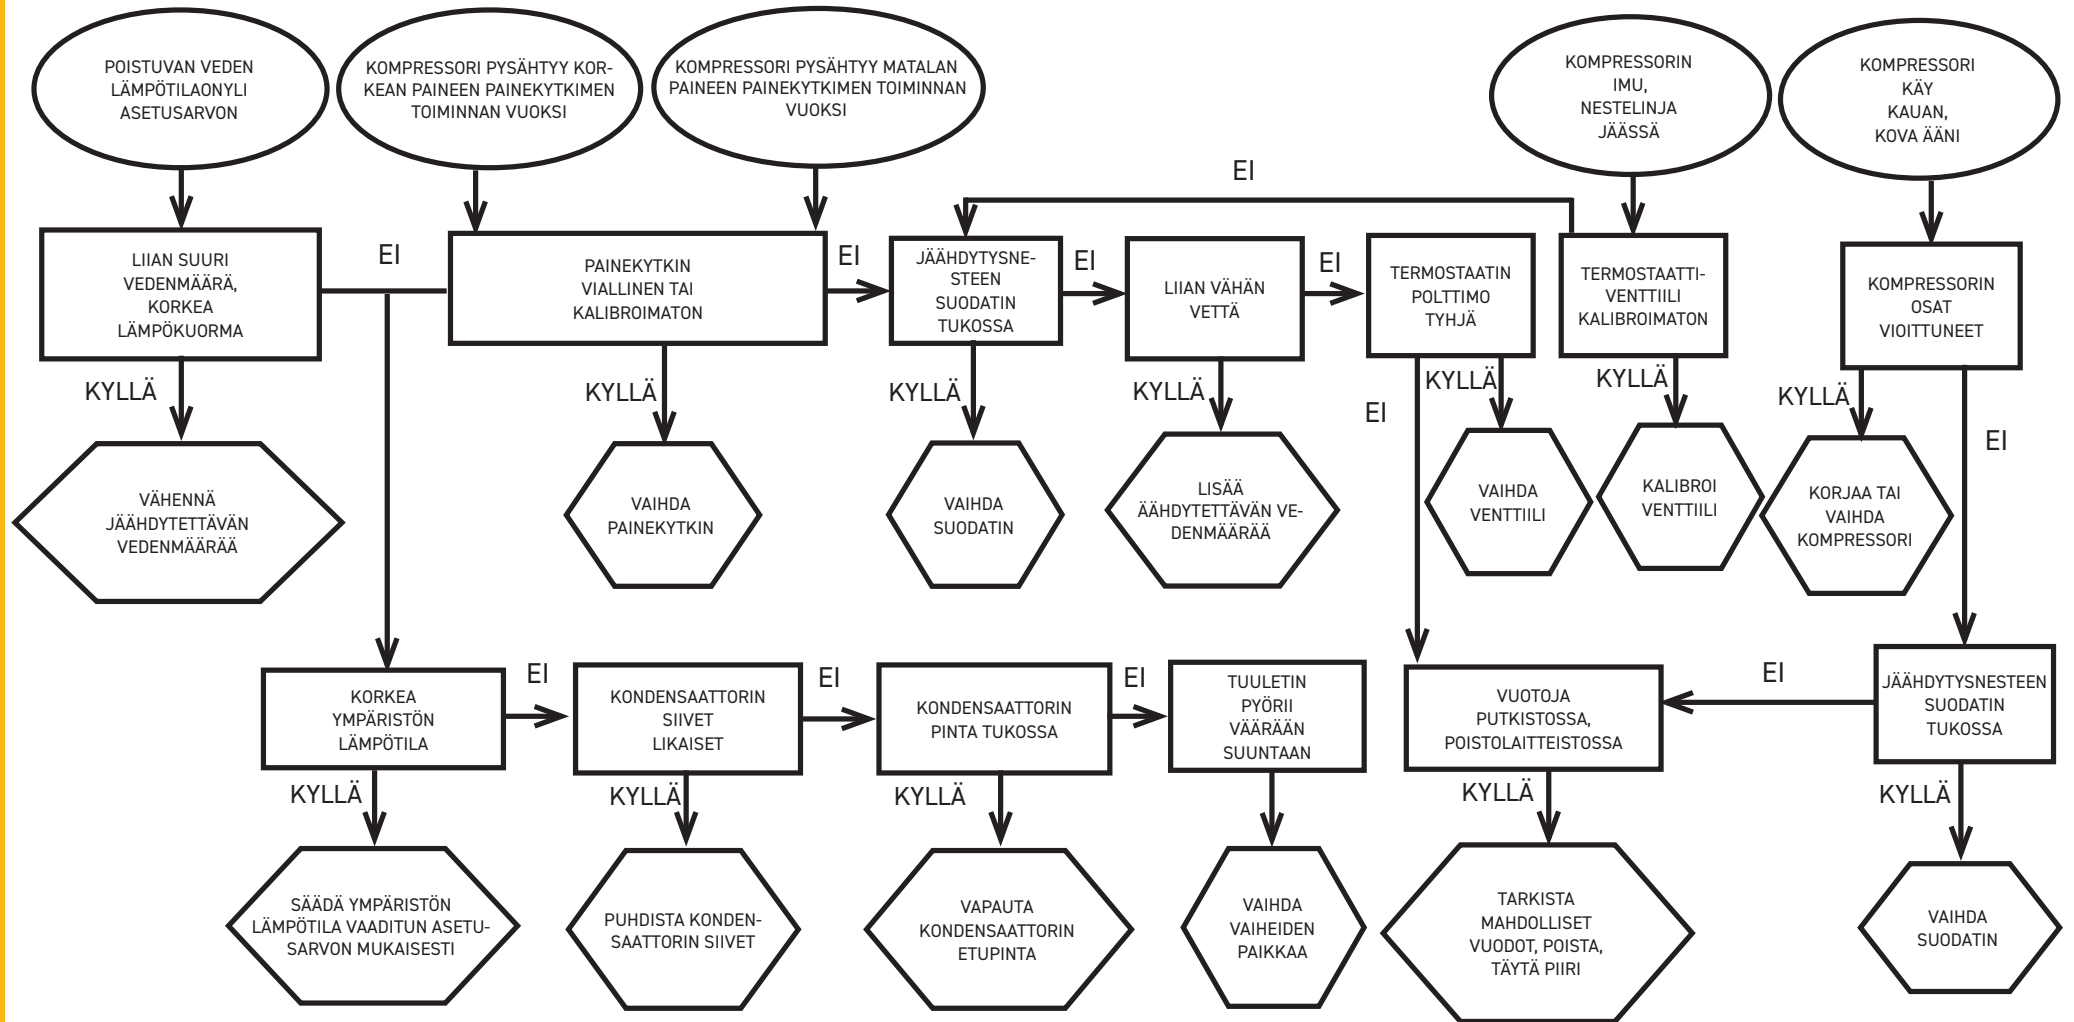 POISTUVAN VEDEN
LÄMPÖTILAONYLI
ASETUSARVON
KOMPRESSORI PYSÄHTYY KOR-
KEAN PAINEEN PAINEKYTKIMEN
TOIMINNAN VUOKSI
KOMPRESSORI PYSÄHTYY MATALAN
PAINEEN PAINEKYTKIMEN TOIMINNAN
VUOKSI
KOMPRESSORIN
IMU,
NESTELINJA
JÄÄSSÄ
KOMPRESSORI
KÄY
KAUAN,
KOVA ÄÄNI
EI
LIIAN SUURI
VEDENMÄÄRÄ,
KORKEA
LÄMPÖKUORMA
EI
PAINEKYTKIN
VIALLINEN TAI
KALIBROIMATON
EI
JÄÄHDYTYSNE-
STEEN
SUODATIN
TUKOSSA
EI
LIIAN VÄHÄN
VETTÄ
EI
TERMOSTAATIN
POLTTIMO
TYHJÄ
TERMOSTAATTI-
VENTTIILI
KALIBROIMATON
KOMPRESSORIN
OSAT
VIOITTUNEET
KYLLÄ
KYLLÄ
KYLLÄ
KYLLÄ
EI
KYLLÄ
KYLLÄ
KYLLÄ
EI
VÄHENNÄ
JÄÄHDYTETTÄVÄN
VEDENMÄÄRÄÄ
VAIHDA
PAINEKYTKIN
VAIHDA
SUODATIN
LISÄÄ
ÄÄHDYTETTÄVÄN VE-
DENMÄÄRÄÄ
VAIHDA
VENTTIILI
KALIBROI
VENTTIILI
KORJAA TAI
VAIHDA
KOMPRESSORI
KORKEA
YMPÄRISTÖN
LÄMPÖTILA
EI
KONDENSAATTORIN
SIIVET
LIKAISET
EI
KONDENSAATTORIN
PINTA TUKOSSA
EI
TUULETIN
PYÖRII
VÄÄRÄÄN
SUUNTAAN
VUOTOJA
PUTKISTOSSA,
POISTOLAITTEISTOSSA
EI
JÄÄHDYTYSNESTEEN
SUODATIN
TUKOSSA
KYLLÄ
KYLLÄ
KYLLÄ
KYLLÄ
KYLLÄ
SÄÄDÄ YMPÄRISTÖN
LÄMPÖTILA VAADITUN ASETU-
SARVON MUKAISESTI
PUHDISTA KONDEN-
SAATTORIN SIIVET
VAPAUTA
KONDENSAATTORIN
ETUPINTA
VAIHDA
VAIHEIDEN
PAIKKAA
TARKISTA
MAHDOLLISET
VUODOT, POISTA,
TÄYTÄ PIIRI
VAIHDA
SUODATIN